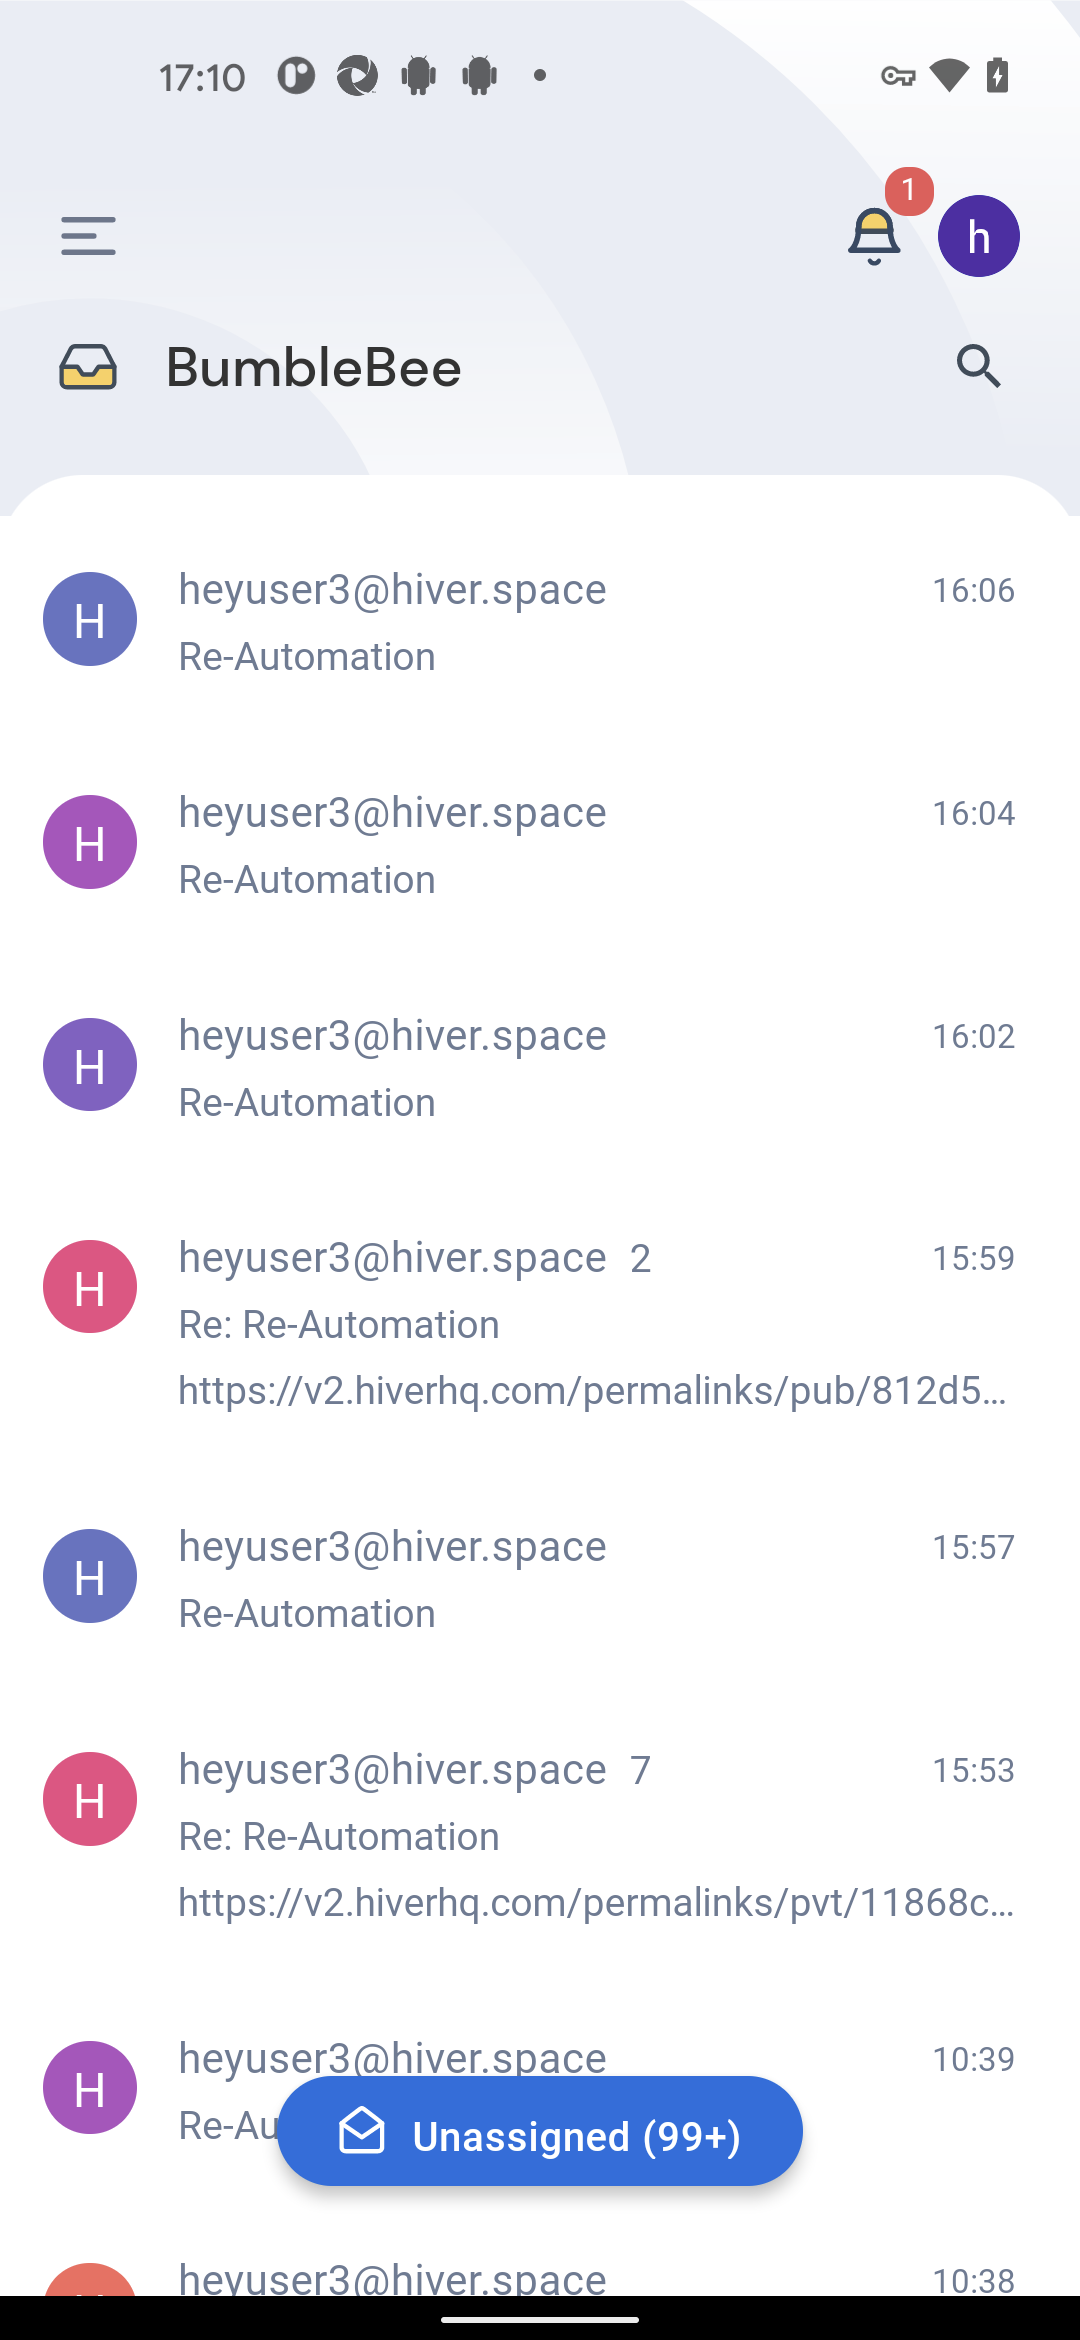 17:10
1
h
BumbleBee
H
heyuser3@hiver.space 16:06
Re-Automation
H
heyuser3@hiver.space 16:04
Re-Automation
H
heyuser3@hiver.space 16:02
Re-Automation
H
heyuser3@hiver.space 2 15:59
Re: Re-Automation
https://v2.hiverhq.com/permalinks/pub/812d5...
H
heyuser3@hiver.space 15:57
Re-Automation
H
heyuser3@hiver.space 7 15:53
Re: Re-Automation
https://v2.hiverhq.com/permalinks/pvt/11868c...
H
heyuser3@hiver.space 10:39
Re-Au
Unassigned (99+)
heyuser3@hiver.space 10:38